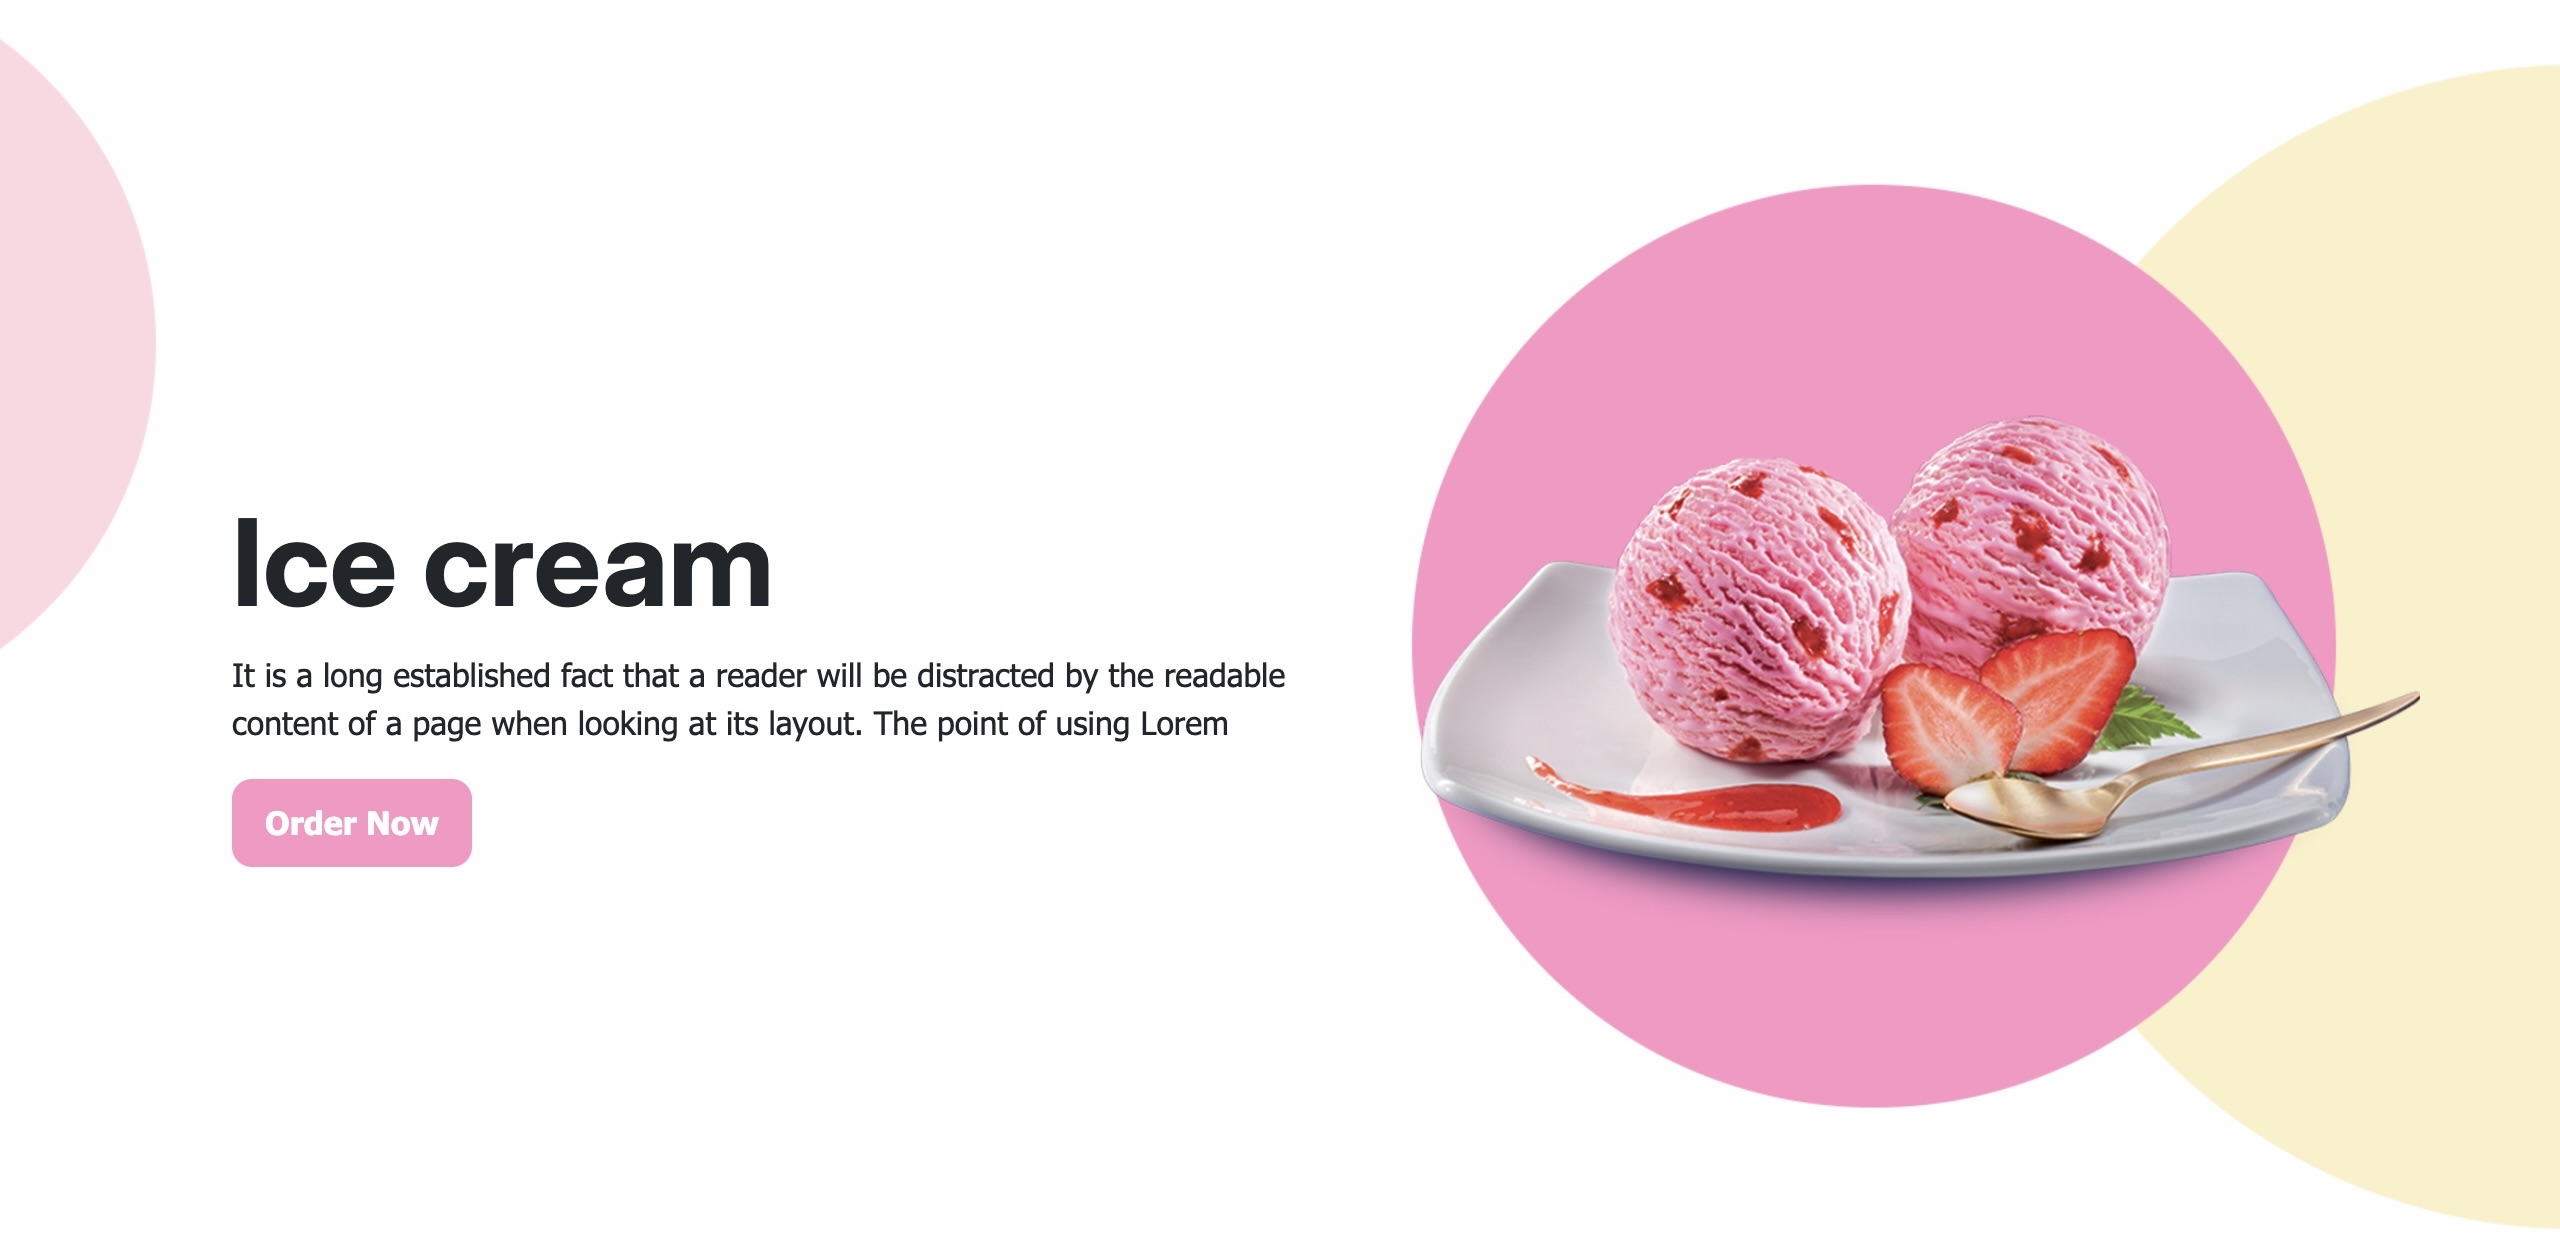 Ice cream
It is a long established fact that a reader will be distracted by the readable
content of a page when looking at its layout. The point of using Lorem
Order Now